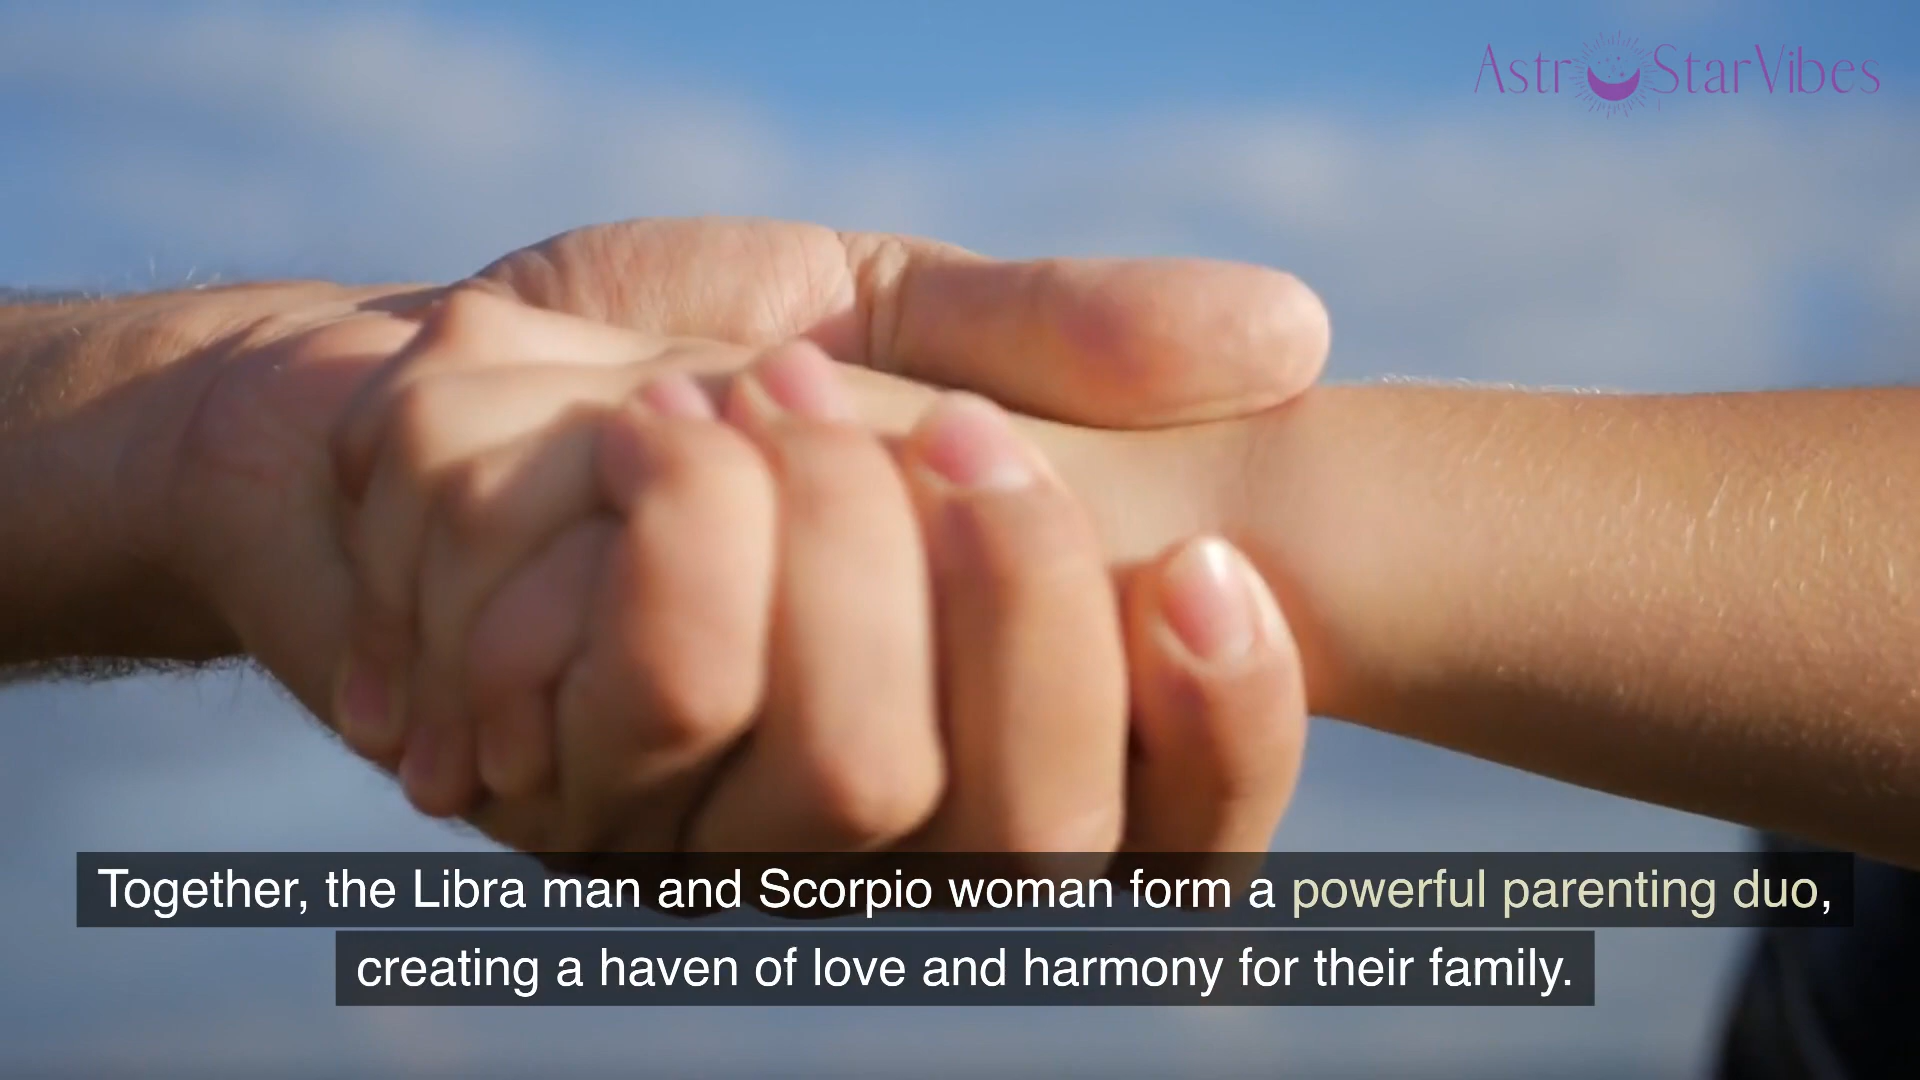 AstroStarVibes
Together, the Libra man and Scorpio woman form a powerful parenting duo,
creating a haven of love and harmony for their family.